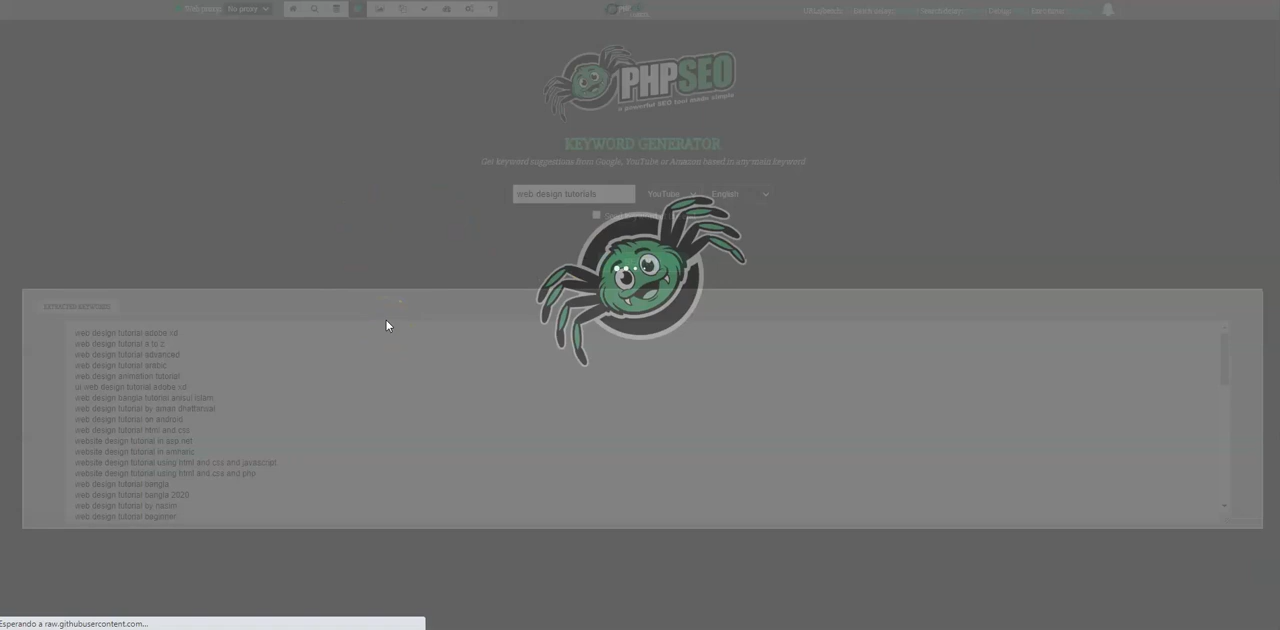 Web proxy: No proxy
PHPSEO
a powerful SEO tool made simple
KEYWORD GENERATOR
Get keyword suggestions from Google, YouTube or Amazon based in any main keyword
web design tutorials YouTube English
EXTRACTED KEYWORDS
web design tutorial adobe xd
web design tutorial a to z
web design tutorial advanced
web design tutorial arabic
web design animation tutorial
ui web design tutorial adobe xd
web design bangla tutorial anisul islam
web design tutorial by aman dhattarwal
web design tutorial on android
web design tutorial html and css
website design tutorial in asp.net
website design tutorial in amharic
website design tutorial using html and css and javascript
website design tutorial using html and css and php
web design tutorial bangla
web design tutorial bangla 2020
web design tutorial by nasim
web design tutorial beginner
Esperando a raw.githubusercontent.com...